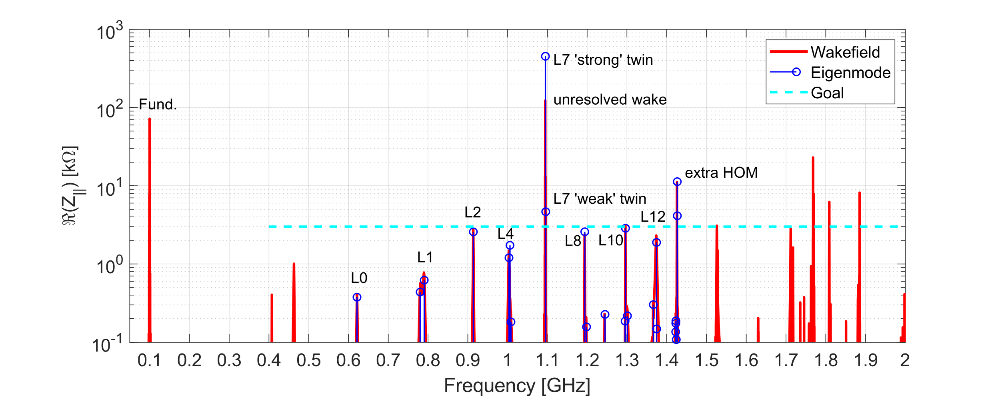 10^3
10^2
10^1
10^0
10^-1
ℜ(Z_||) [kΩ]
Fund.
L0
L1
L2
L4
L7 'strong' twin
unresolved wake
L7 'weak' twin
L8
L10
L12
extra HOM
Wakefield
Eigenmode
Goal
0.1 0.2 0.3 0.4 0.5 0.6 0.7 0.8 0.9 1 1.1 1.2 1.3 1.4 1.5 1.6 1.7 1.8 1.9 2
Frequency [GHz]